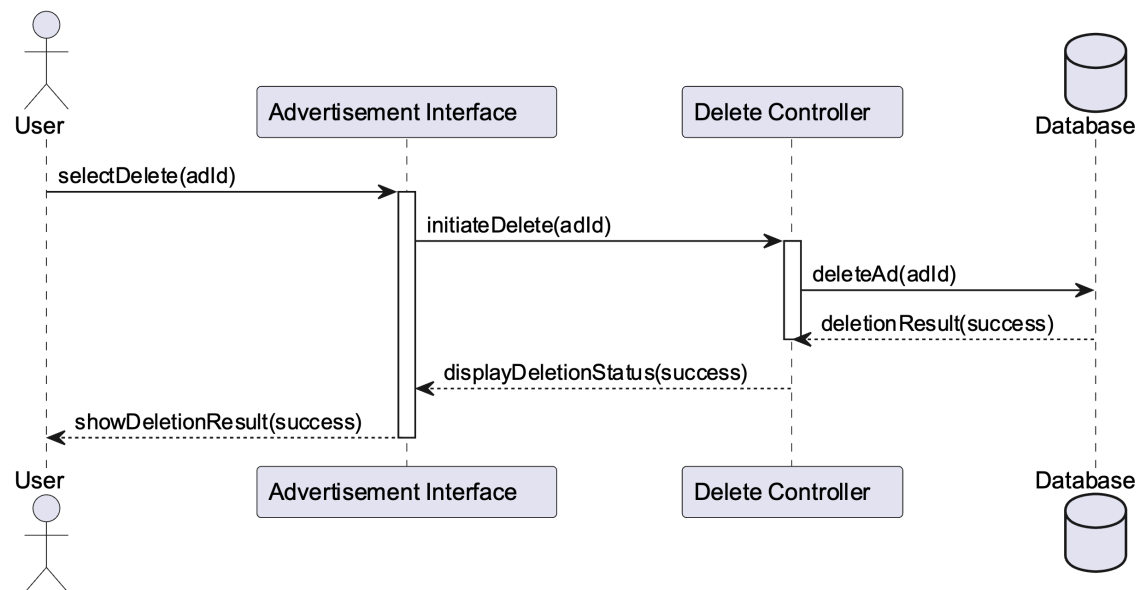 User
Advertisement Interface
Delete Controller
Database
selectDelete(adId)
initiateDelete(adId)
deleteAd(adId)
deletionResult(success)
displayDeletionStatus(success)
showDeletionResult(success)
User
Advertisement Interface
Delete Controller
Database